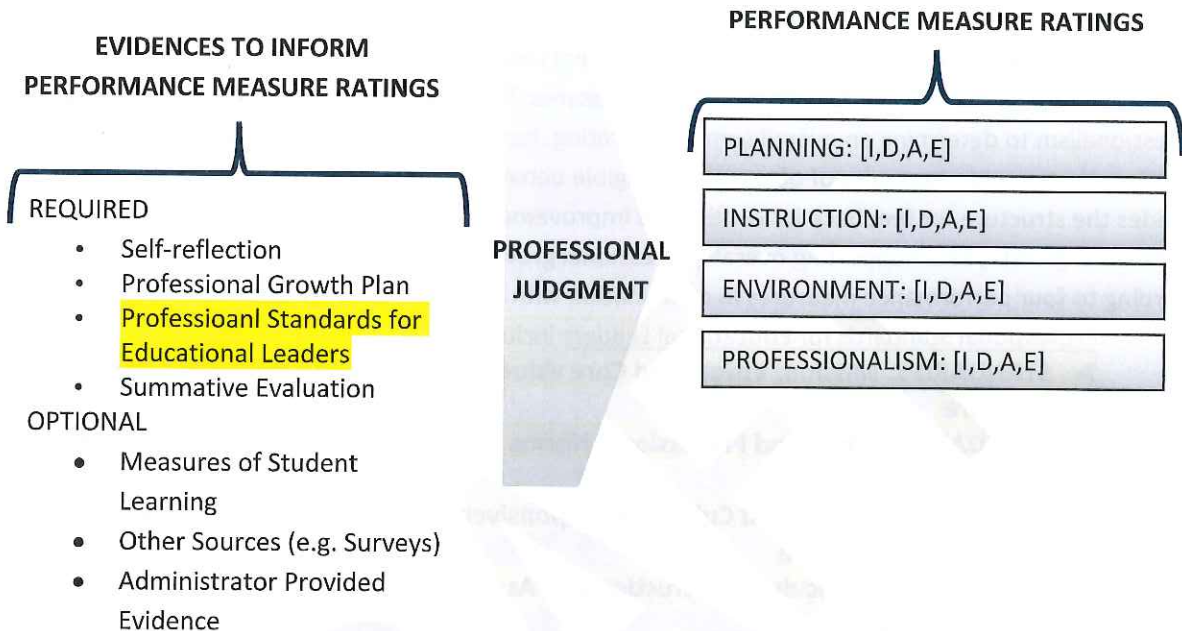 EVIDENCES TO INFORM
PERFORMANCE MEASURE RATINGS
REQUIRED
• Self-reflection
• Professional Growth Plan
• Professioanl Standards for
Educational Leaders
• Summative Evaluation
OPTIONAL
• Measures of Student
Learning
• Other Sources (e.g. Surveys)
• Administrator Provided
Evidence
PROFESSIONAL
JUDGMENT
PERFORMANCE MEASURE RATINGS
PLANNING: [I,D,A,E]
INSTRUCTION: [I,D,A,E]
ENVIRONMENT: [I,D,A,E]
PROFESSIONALISM: [I,D,A,E]